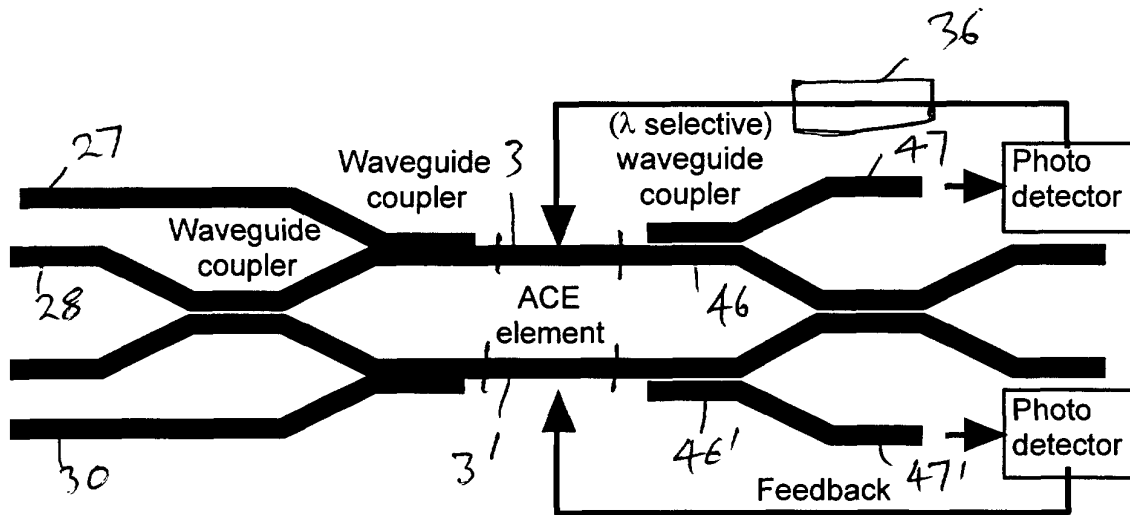 36
(λ selective)
waveguide
coupler
47
Photo
detector
27
Waveguide
coupler
3
Waveguide
coupler
28
46
ACE
element
30
3'
46'
47'
Photo
detector
Feedback